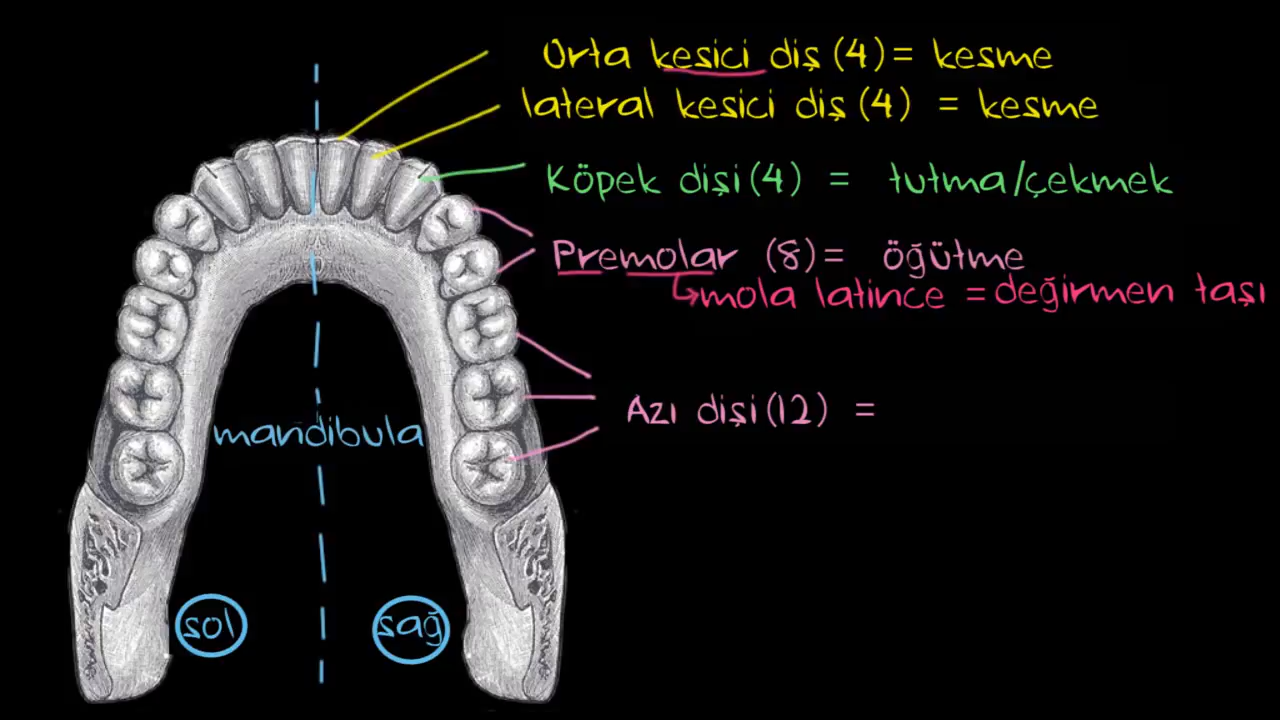 Orta kesici diş (4) = kesme
lateral kesici diş (4) = kesme
Köpek dişi (4) = tutma/çekmek
Premolar (8) = öğütme
mola latince = değirmen taşı
Azı dişi (12) =
mandibula
sol
sağ